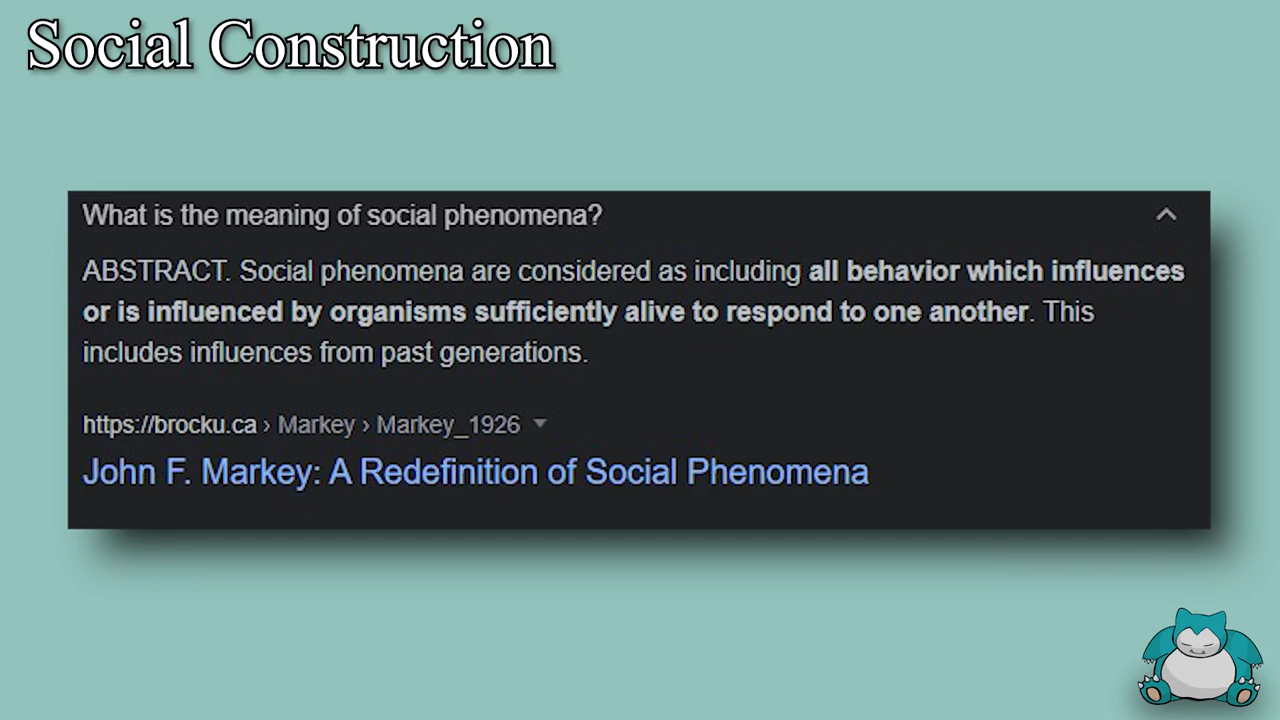 Social Construction
What is the meaning of social phenomena?
ABSTRACT. Social phenomena are considered as including all behavior which influences
or is influenced by organisms sufficiently alive to respond to one another. This
includes influences from past generations.
https://brocku.ca › Markey › Markey_1926
John F. Markey: A Redefinition of Social Phenomena